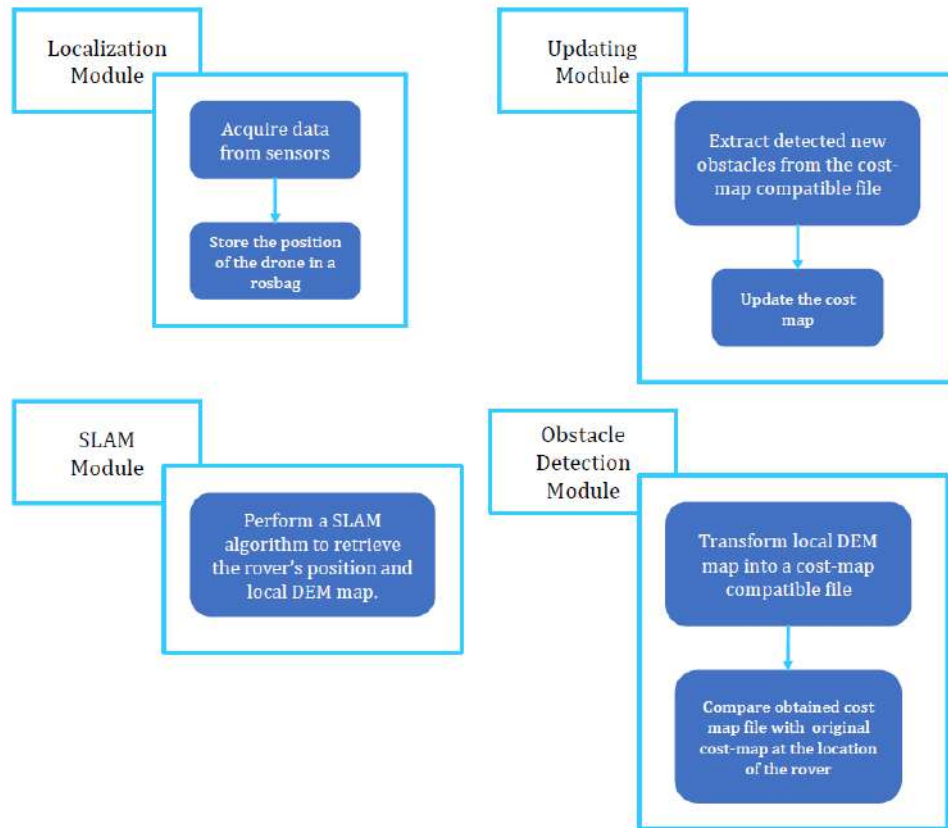 Localization
Module
Acquire data
from sensors
Store the position
of the drone in a
rosbag
Updating
Module
Extract detected new
obstacles from the cost-
map compatible file
Update the cost
map
SLAM
Module
Perform a SLAM
algorithm to retrieve
the rover's position and
local DEM map.
Obstacle
Detection
Module
Transform local DEM
map into a cost-map
compatible file
Compare obtained cost
map file with original
cost-map at the location
of the rover